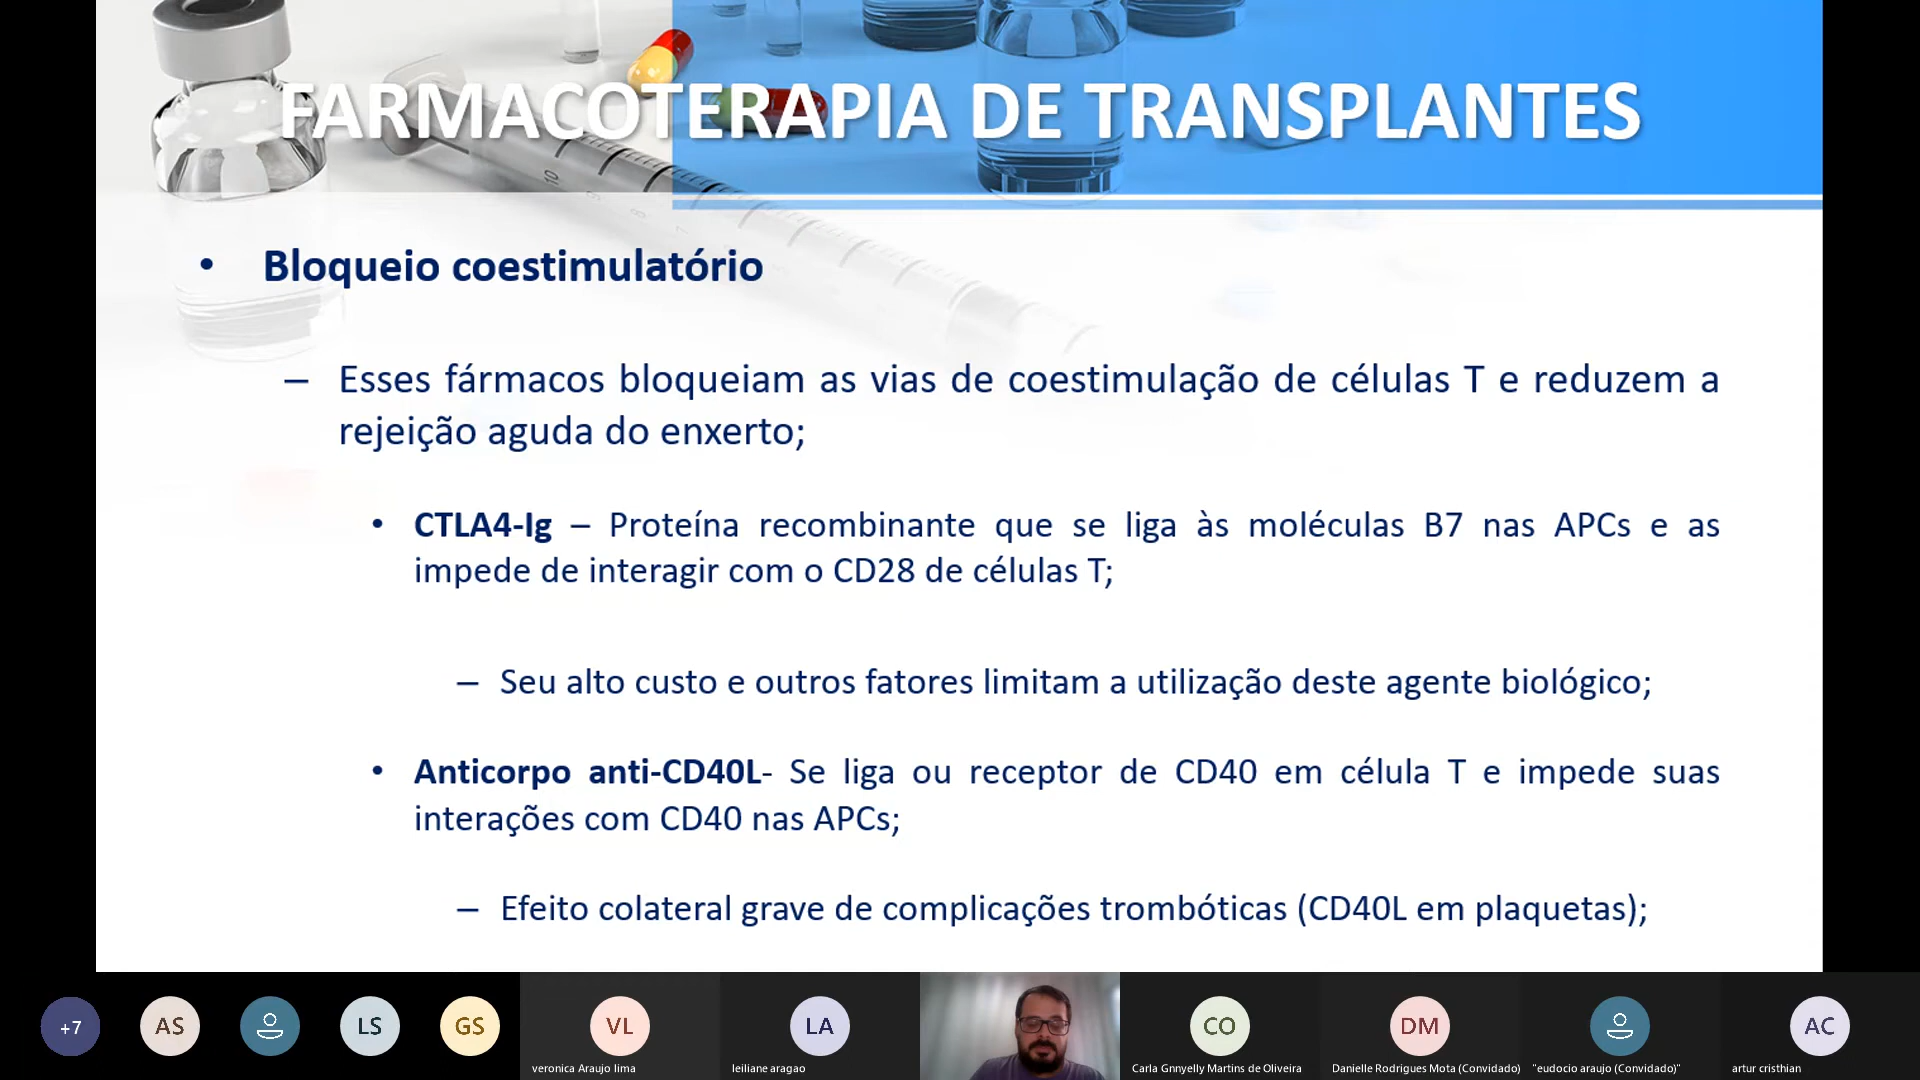 FARMACOTERAPIA DE TRANSPLANTES
• Bloqueio coestimulatório
– Esses fármacos bloqueiam as vias de coestimulação de células T e reduzem a
rejeição aguda do enxerto;
• CTLA4-Ig – Proteína recombinante que se liga às moléculas B7 nas APCs e as
impede de interagir com o CD28 de células T;
– Seu alto custo e outros fatores limitam a utilização deste agente biológico;
• Anticorpo anti-CD40L- Se liga ou receptor de CD40 em célula T e impede suas
interações com CD40 nas APCs;
– Efeito colateral grave de complicações trombóticas (CD40L em plaquetas);
+7 AS LS GS VL LA CO DM AC
veronica Araujo lima leiliane aragao Carla Gnnyelly Martins de Oliveira Danielle Rodrigues Mota (Convidado) "eudocio araujo (Convidado)" artur cristhian